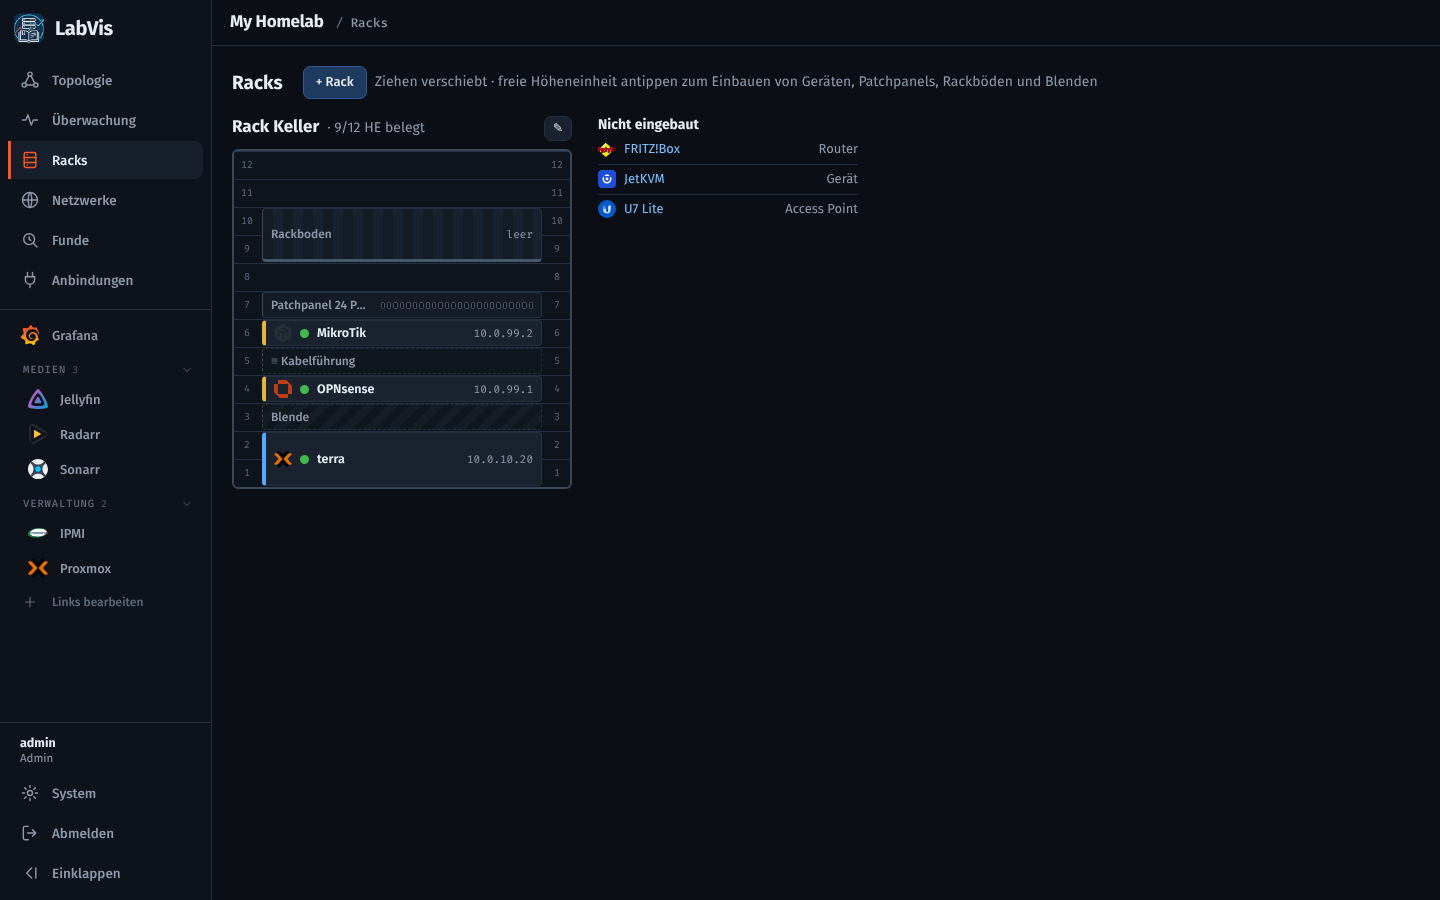 LabVis
Topologie
Überwachung
Racks
Netzwerke
Funde
Anbindungen
Grafana
MEDIEN 3
Jellyfin
Radarr
Sonarr
VERWALTUNG 2
IPMI
Proxmox
+ Links bearbeiten
admin
Admin
System
Abmelden
Einklappen
My Homelab / Racks
Racks + Rack Ziehen verschiebt · freie Höheneinheit antippen zum Einbauen von Geräten, Patchpanels, Rackböden und Blenden
Rack Keller · 9/12 HE belegt
12 12
11 11
10 10
Rackboden leer
9 9
8 8
7 Patchpanel 24 P... 7
6 MikroTik 10.0.99.2 6
5 ≡ Kabelführung 5
4 OPNsense 10.0.99.1 4
3 Blende 3
2 2
terra 10.0.10.20
1 1
Nicht eingebaut
FRITZ!Box Router
JetKVM Gerät
U7 Lite Access Point